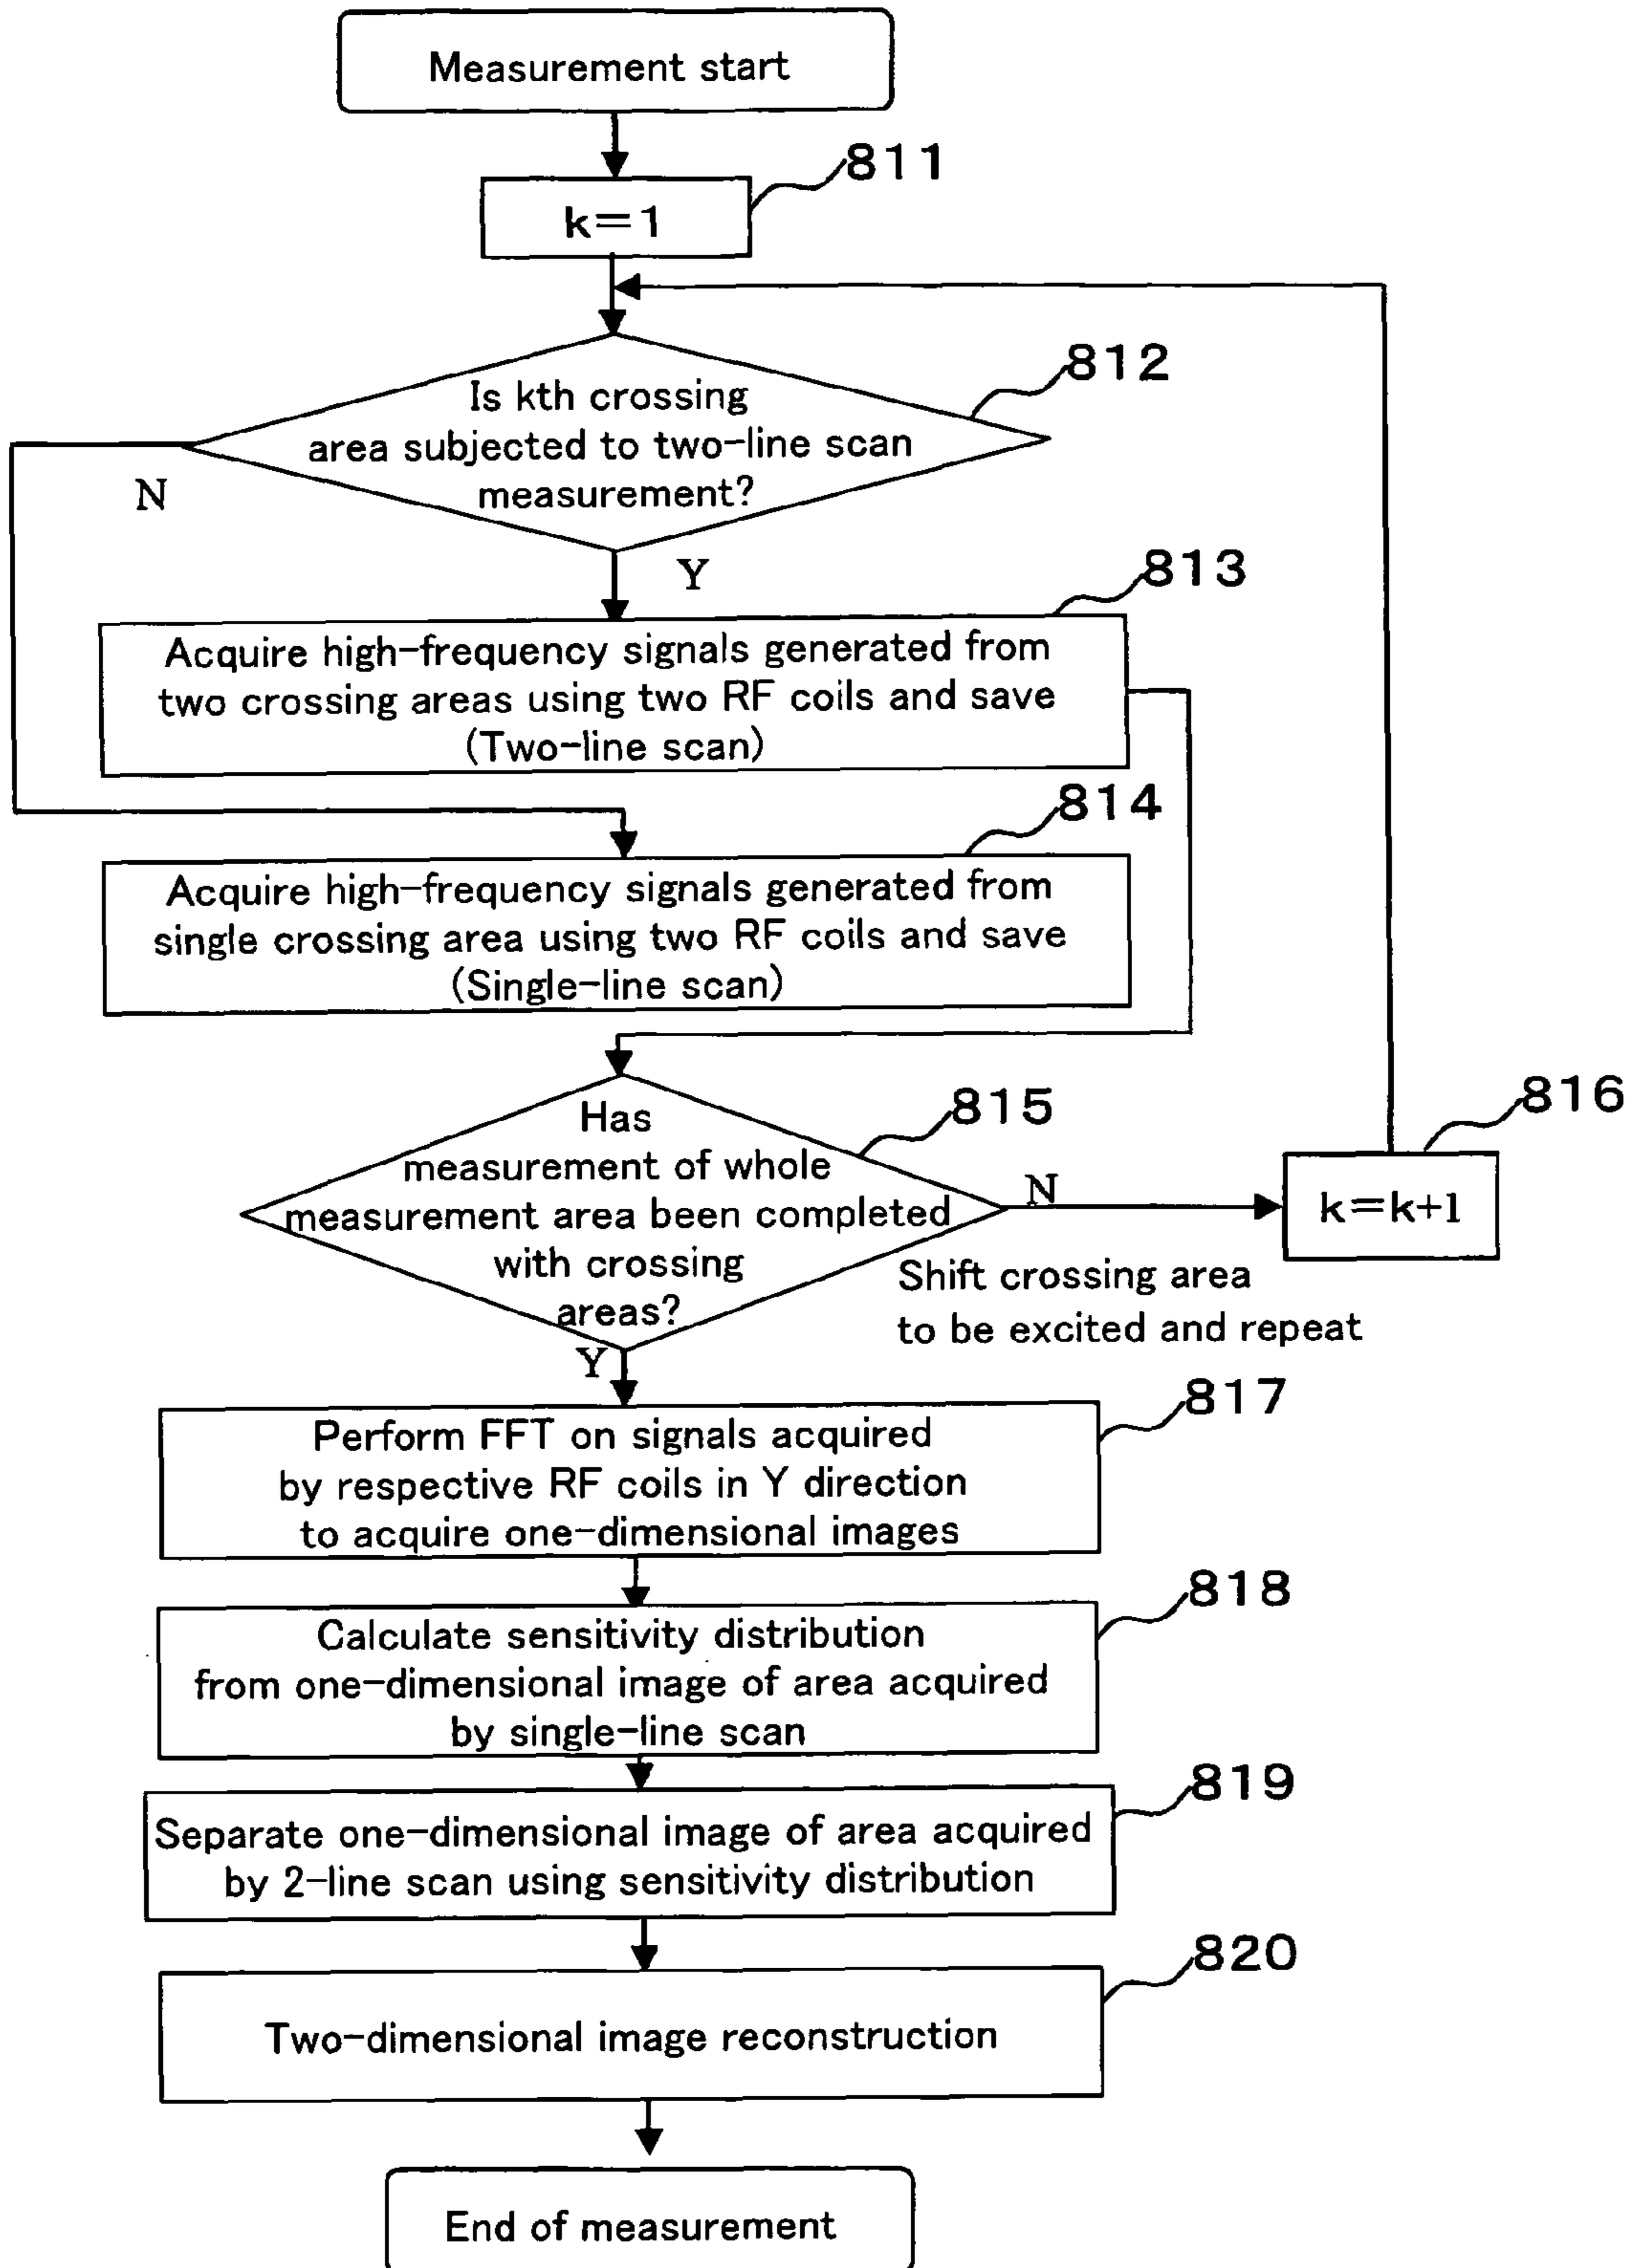 Measurement start
811
k=1
812
Is kth crossing
area subjected to two-line scan
measurement?
N
Y
813
Acquire high-frequency signals generated from
two crossing areas using two RF coils and save
(Two-line scan)
814
Acquire high-frequency signals generated from
single crossing area using two RF coils and save
(Single-line scan)
815
Has
measurement of whole
measurement area been completed
with crossing
areas?
N
816
k=k+1
Shift crossing area
to be excited and repeat
Y
817
Perform FFT on signals acquired
by respective RF coils in Y direction
to acquire one-dimensional images
818
Calculate sensitivity distribution
from one-dimensional image of area acquired
by single-line scan
819
Separate one-dimensional image of area acquired
by 2-line scan using sensitivity distribution
820
Two-dimensional image reconstruction
End of measurement